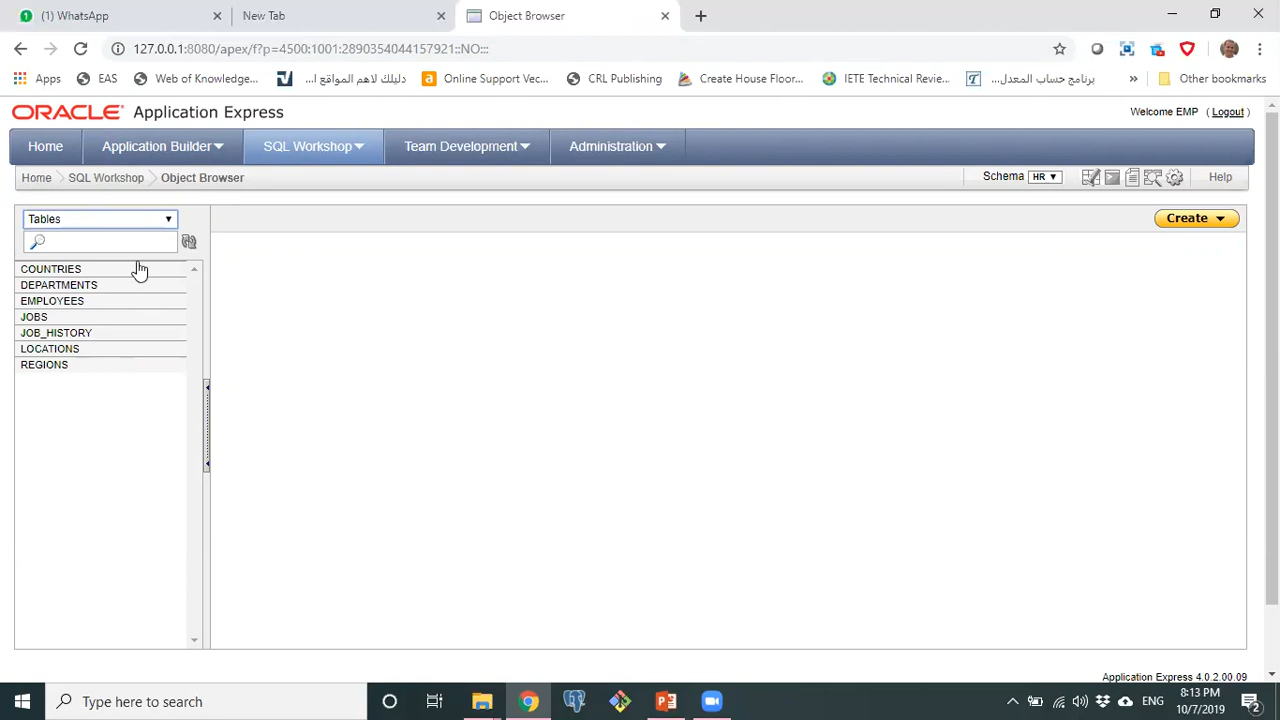 (1) WhatsApp
New Tab
Object Browser
127.0.0.1:8080/apex/f?p=4500:1001:2890354044157921::NO:::
Apps
EAS
Web of Knowledge...
دليلك لاهم المواقع ا...
Online Support Vec...
CRL Publishing
Create House Floor...
IETE Technical Revie...
برنامج حساب المعدل...
Other bookmarks
ORACLE Application Express
Welcome EMP ( Logout )
Home
Application Builder
SQL Workshop
Team Development
Administration
Home
SQL Workshop
Object Browser
Schema HR
Help
Tables
Create
COUNTRIES
DEPARTMENTS
EMPLOYEES
JOBS
JOB_HISTORY
LOCATIONS
REGIONS
Application Express 4.0.2.00.09
Type here to search
ENG
8:13 PM
10/7/2019
2